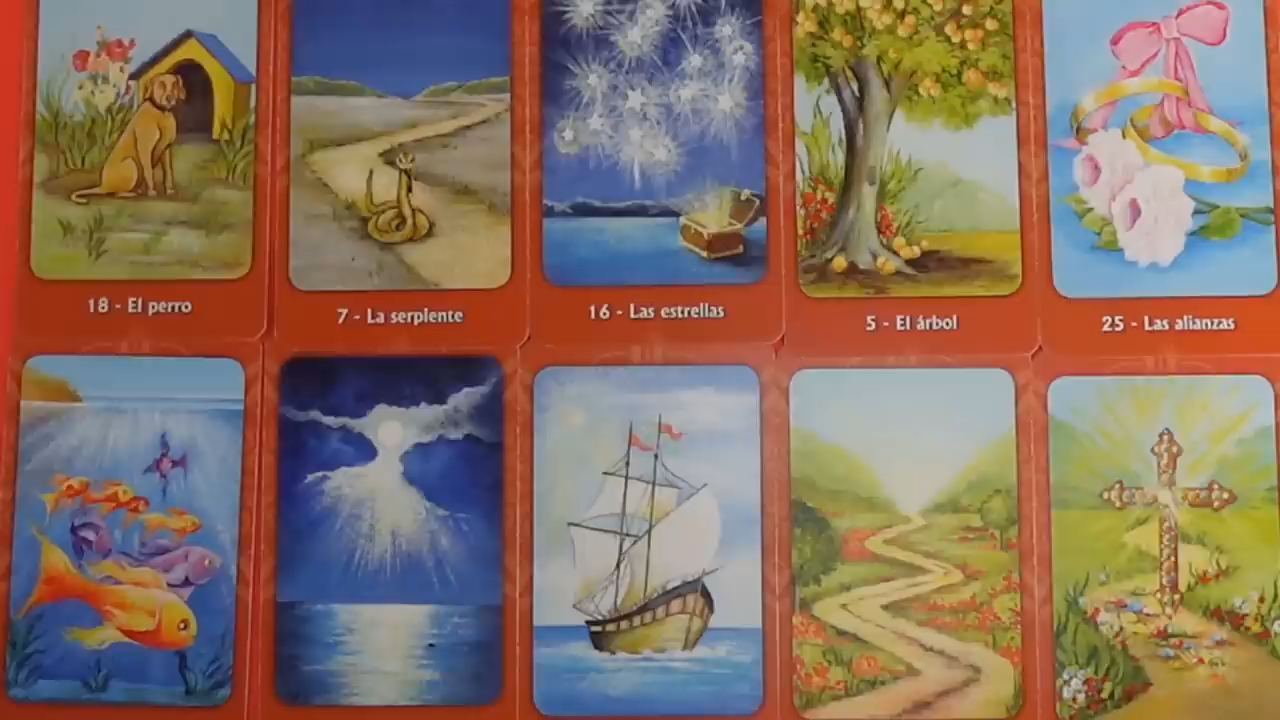 18 - El perro
7 - La serpiente
16 - Las estrellas
5 - El árbol
25 - Las alianzas